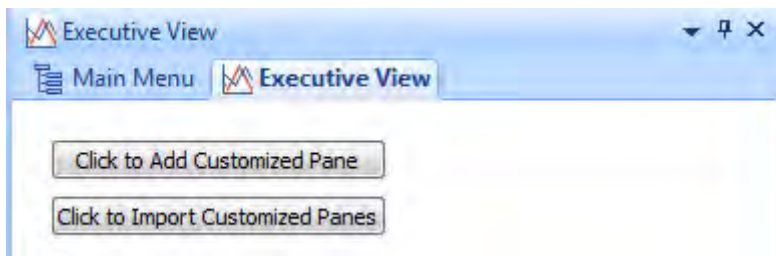 Executive View
Main Menu Executive View
Click to Add Customized Pane
Click to Import Customized Panes